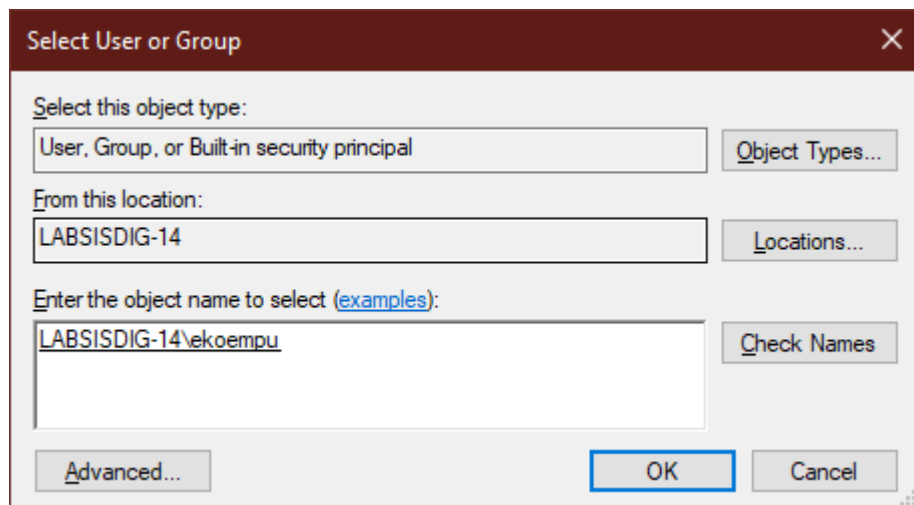 Select User or Group
Select this object type:
User, Group, or Built-in security principal
Object Types...
From this location:
LABSISDIG-14
Locations...
Enter the object name to select (examples):
LABSISDIG-14\ekoempu
Check Names
Advanced...
OK
Cancel